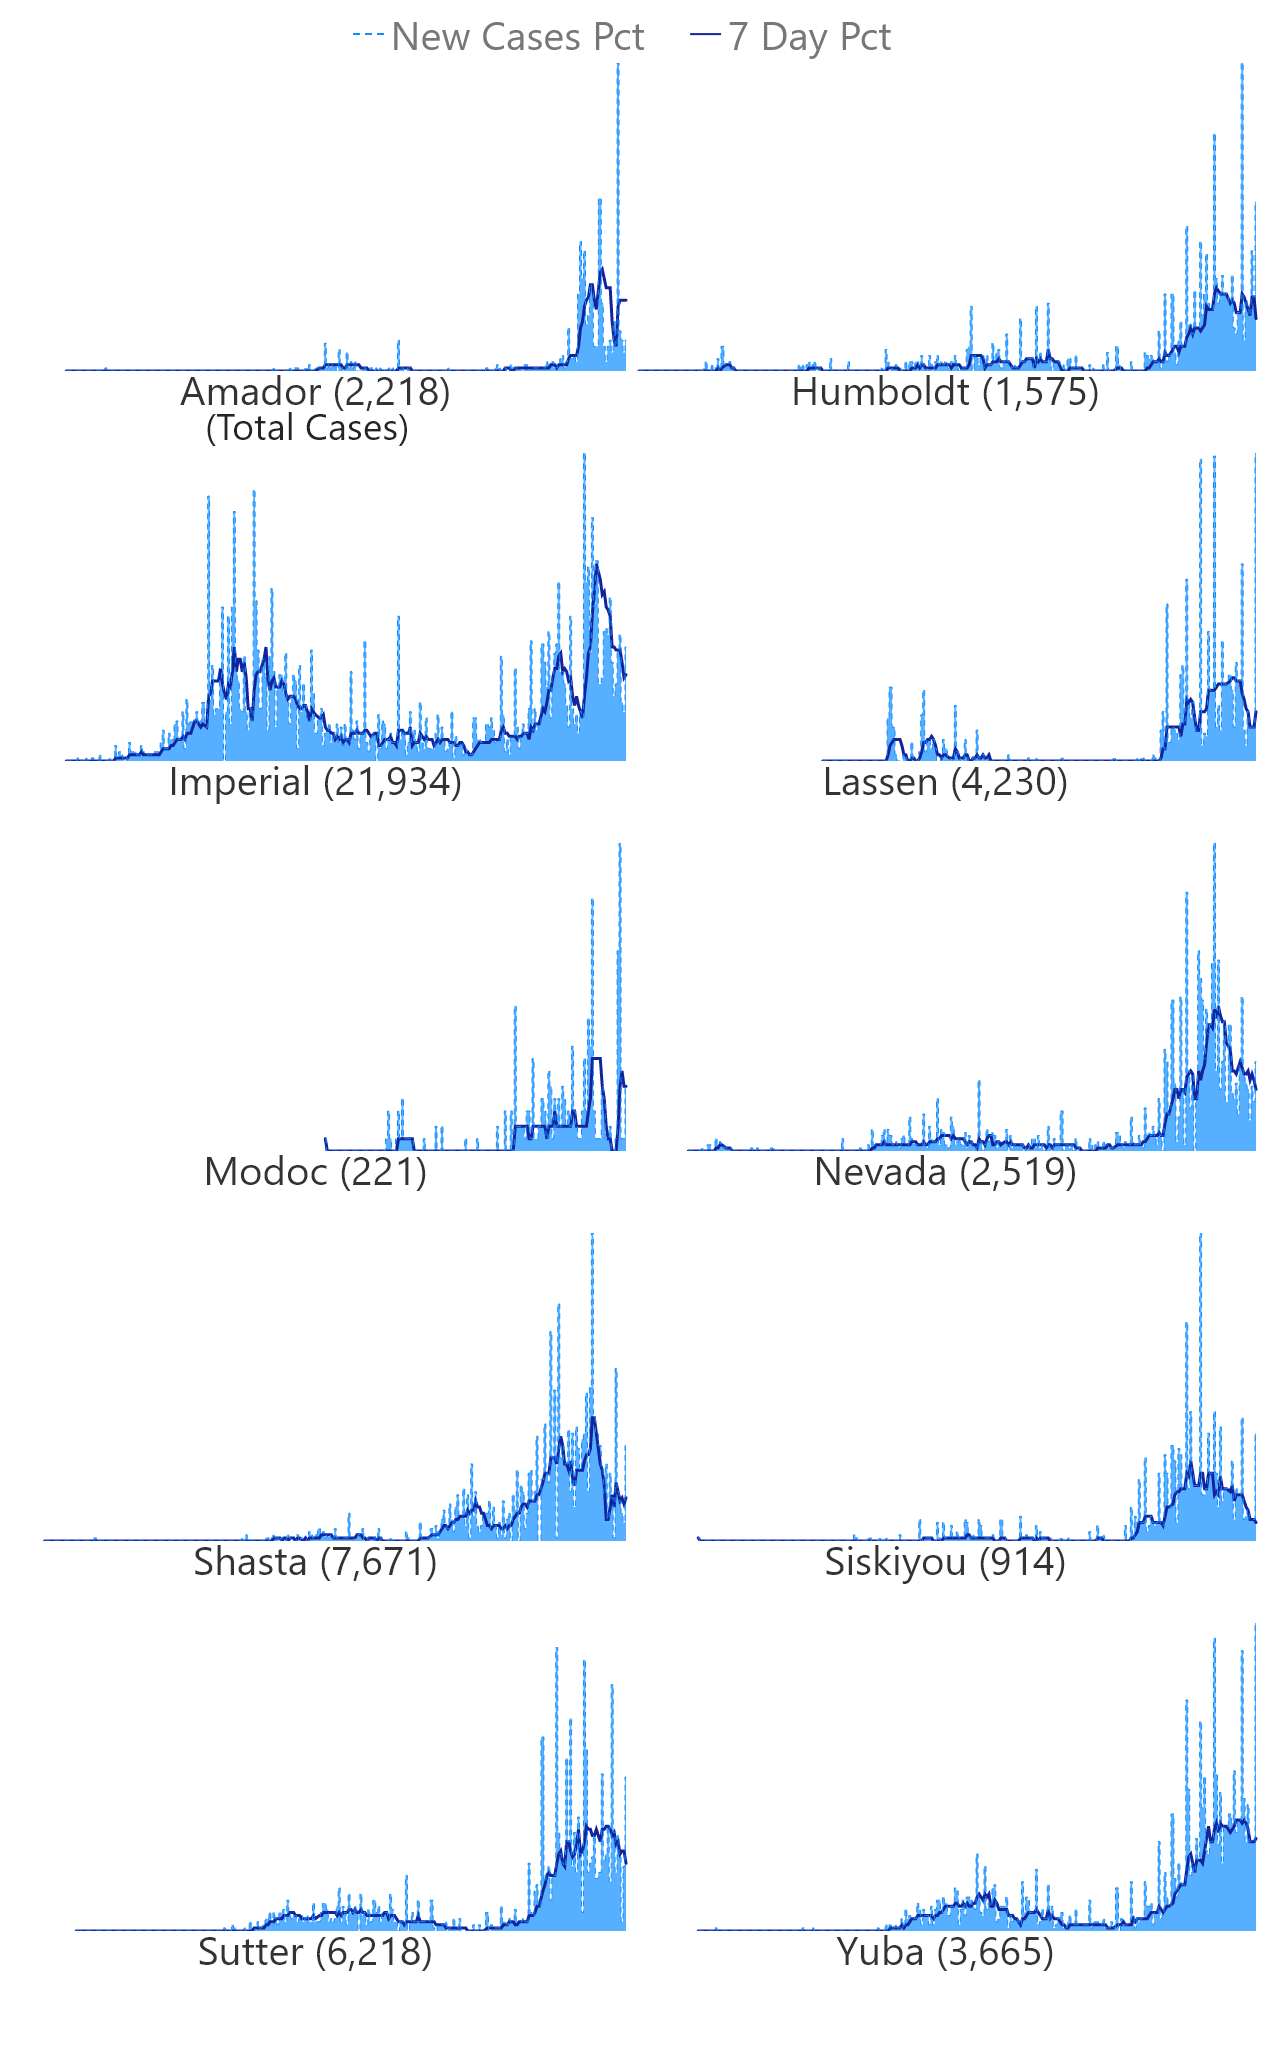 New Cases Pct 7 Day Pct
Amador (2,218) Humboldt (1,575)
(Total Cases)
Imperial (21,934) Lassen (4,230)
Modoc (221) Nevada (2,519)
Shasta (7,671) Siskiyou (914)
Sutter (6,218) Yuba (3,665)